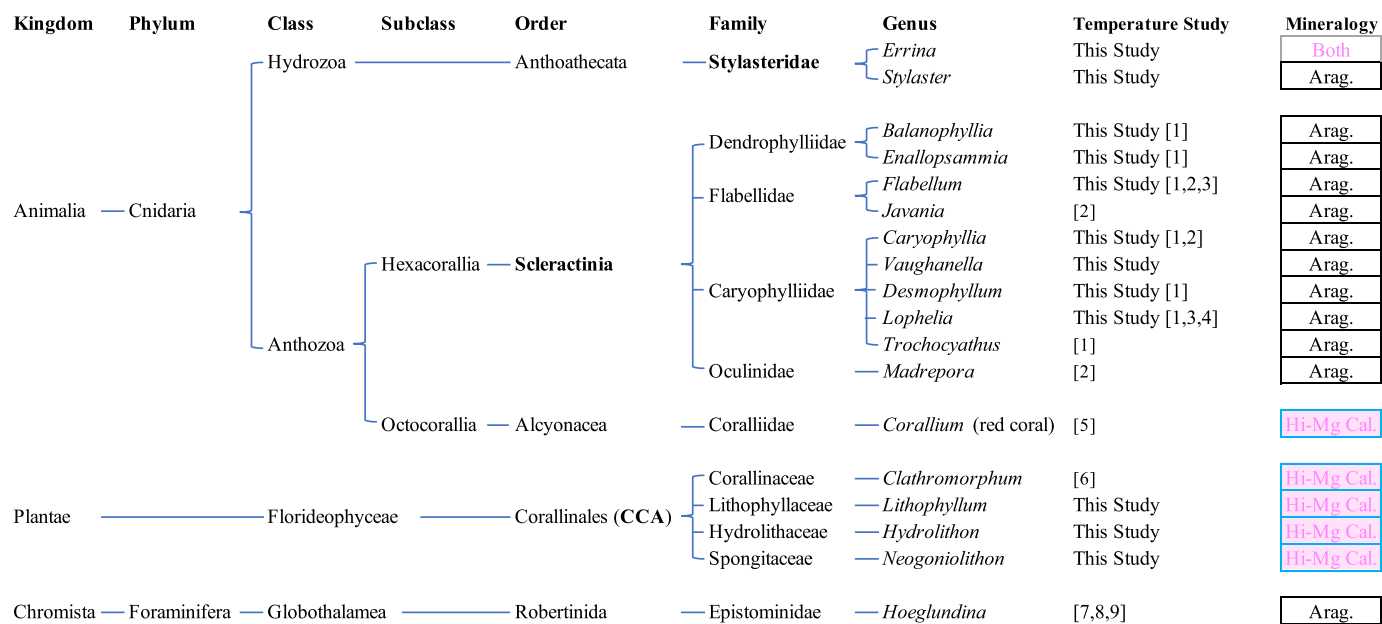 Kingdom Phylum Class Subclass Order Family Genus Temperature Study Mineralogy
Errina This Study Both
Hydrozoa Anthoathecata Stylasteridae
Stylaster This Study Arag.
Balanophyllia This Study [1] Arag.
Dendrophylliidae
Enallopsammia This Study [1] Arag.
Flabellum This Study [1,2,3] Arag.
Flabellidae
Animalia Cnidaria Javania [2] Arag.
Caryophyllia This Study [1,2] Arag.
Hexacorallia Scleractinia Vaughanella This Study Arag.
Caryophylliidae Desmophyllum This Study [1] Arag.
Lophelia This Study [1,3,4] Arag.
Anthozoa Trochocyathus [1] Arag.
Oculinidae Madrepora [2] Arag.
Octocorallia Alcyonacea Coralliidae Corallium (red coral) [5] Hi-Mg Cal.
Corallinaceae Clathromorphum [6] Hi-Mg Cal.
Lithophyllaceae Lithophyllum This Study Hi-Mg Cal.
Plantae Florideophyceae Corallinales (CCA)
Hydrolithaceae Hydrolithon This Study Hi-Mg Cal.
Spongitaceae Neogoniolithon This Study Hi-Mg Cal.
Chromista Foraminifera Globothalamea Robertinida Epistominidae Hoeglundina [7,8,9] Arag.